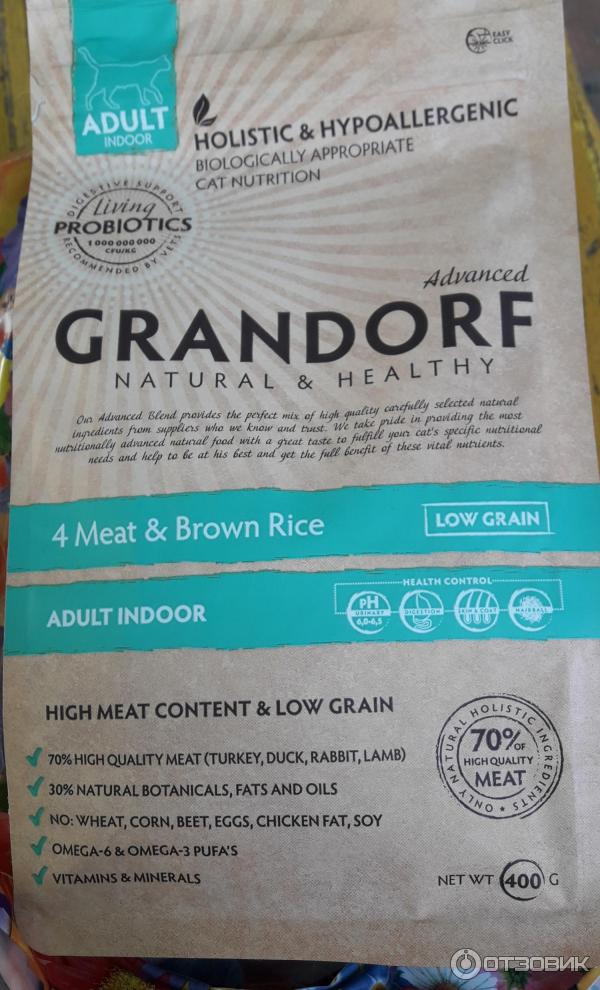 EASY
CLICK
ADULT
INDOOR
HOLISTIC & HYPOALLERGENIC
BIOLOGICALLY APPROPRIATE
CAT NUTRITION
DIGESTIVE SUPPORT
Living
PROBIOTICS
1 000 000 000
CFU/KG
RECOMMENDED BY VETS
Advanced
GRANDORF
NATURAL & HEALTHY
Our Advanced Blend provides the perfect mix of high quality carefully selected natural
ingredients from suppliers who we know and trust. We take pride in providing the most
nutritionally advanced natural food with a great taste to fulfill your cat's specific nutritional
needs and help to be at his best and get the full benefit of these vital nutrients.
4 Meat & Brown Rice
LOW GRAIN
HEALTH CONTROL
ADULT INDOOR
pH
URINARY
6,0-6,5
DIGESTION
SKIN & COAT
HAIRBALL
HIGH MEAT CONTENT & LOW GRAIN
70% HIGH QUALITY MEAT (TURKEY, DUCK, RABBIT, LAMB)
30% NATURAL BOTANICALS, FATS AND OILS
NO: WHEAT, CORN, BEET, EGGS, CHICKEN FAT, SOY
OMEGA-6 & OMEGA-3 PUFA'S
VITAMINS & MINERALS
ONLY NATURAL HOLISTIC INGREDIENTS
70% OF
HIGH QUALITY
MEAT
NET WT 400 G
ОТЗОВИК